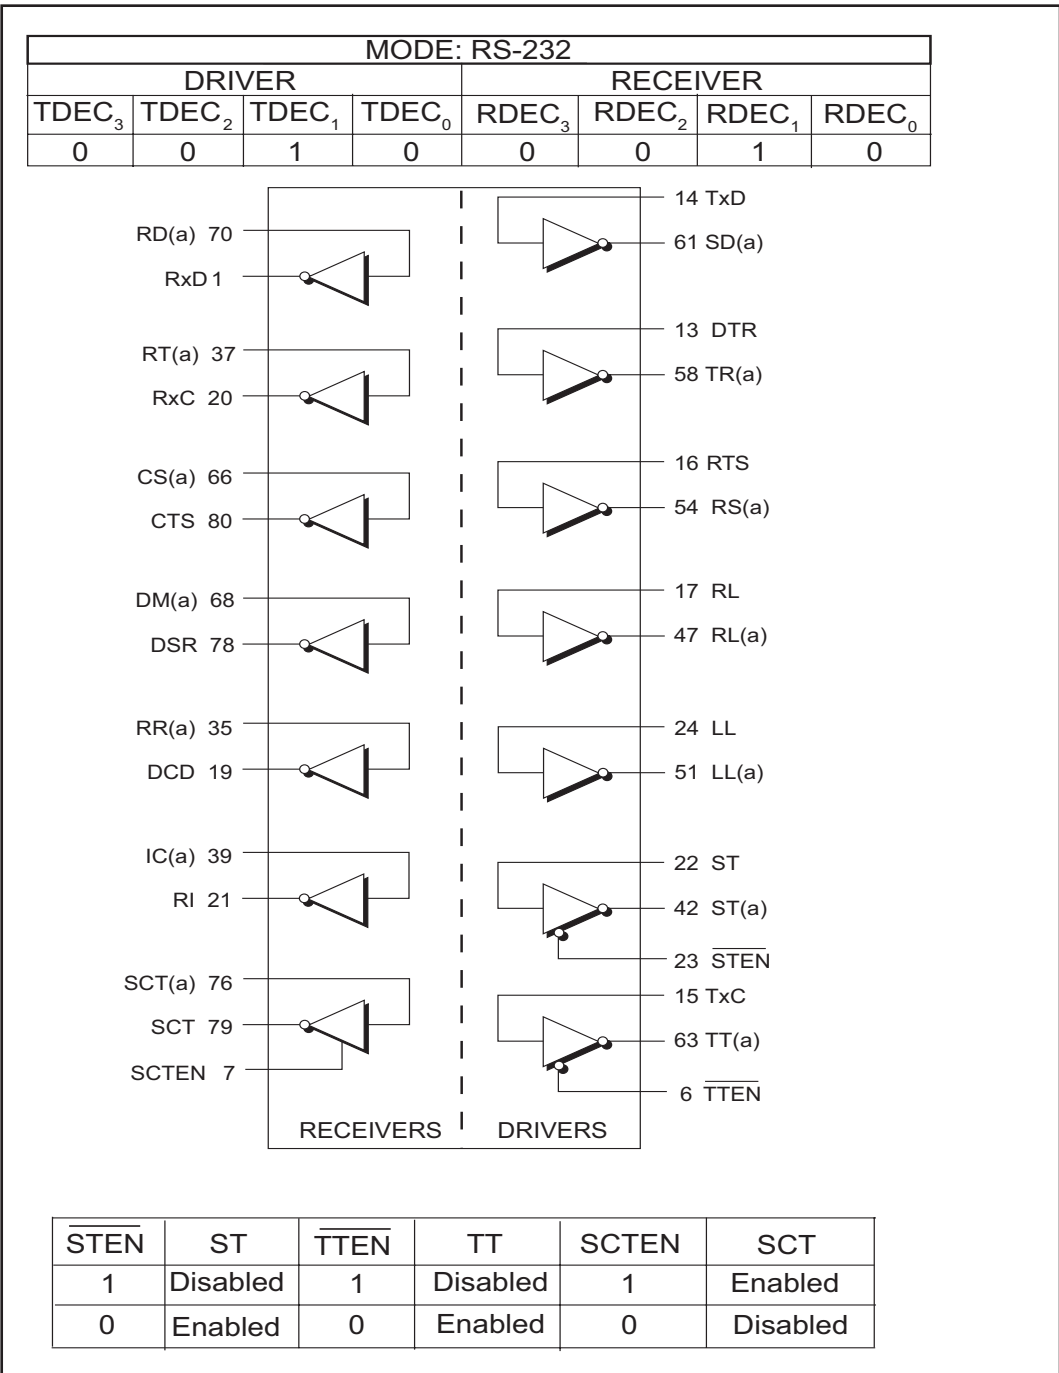 MODE: RS-232
DRIVER RECEIVER
TDEC₃ TDEC₂ TDEC₁ TDEC₀ RDEC₃ RDEC₂ RDEC₁ RDEC₀
0 0 1 0 0 0 1 0
RD(a) 70
RxD 1
RT(a) 37
RxC 20
CS(a) 66
CTS 80
DM(a) 68
DSR 78
RR(a) 35
DCD 19
IC(a) 39
RI 21
SCT(a) 76
SCT 79
SCTEN 7
14 TxD
61 SD(a)
13 DTR
58 TR(a)
16 RTS
54 RS(a)
17 RL
47 RL(a)
24 LL
51 LL(a)
22 ST
42 ST(a)
23 S̅T̅E̅N̅
15 TxC
63 TT(a)
6 T̅T̅E̅N̅
RECEIVERS DRIVERS
S̅T̅E̅N̅ ST T̅T̅E̅N̅ TT SCTEN SCT
1 Disabled 1 Disabled 1 Enabled
0 Enabled 0 Enabled 0 Disabled